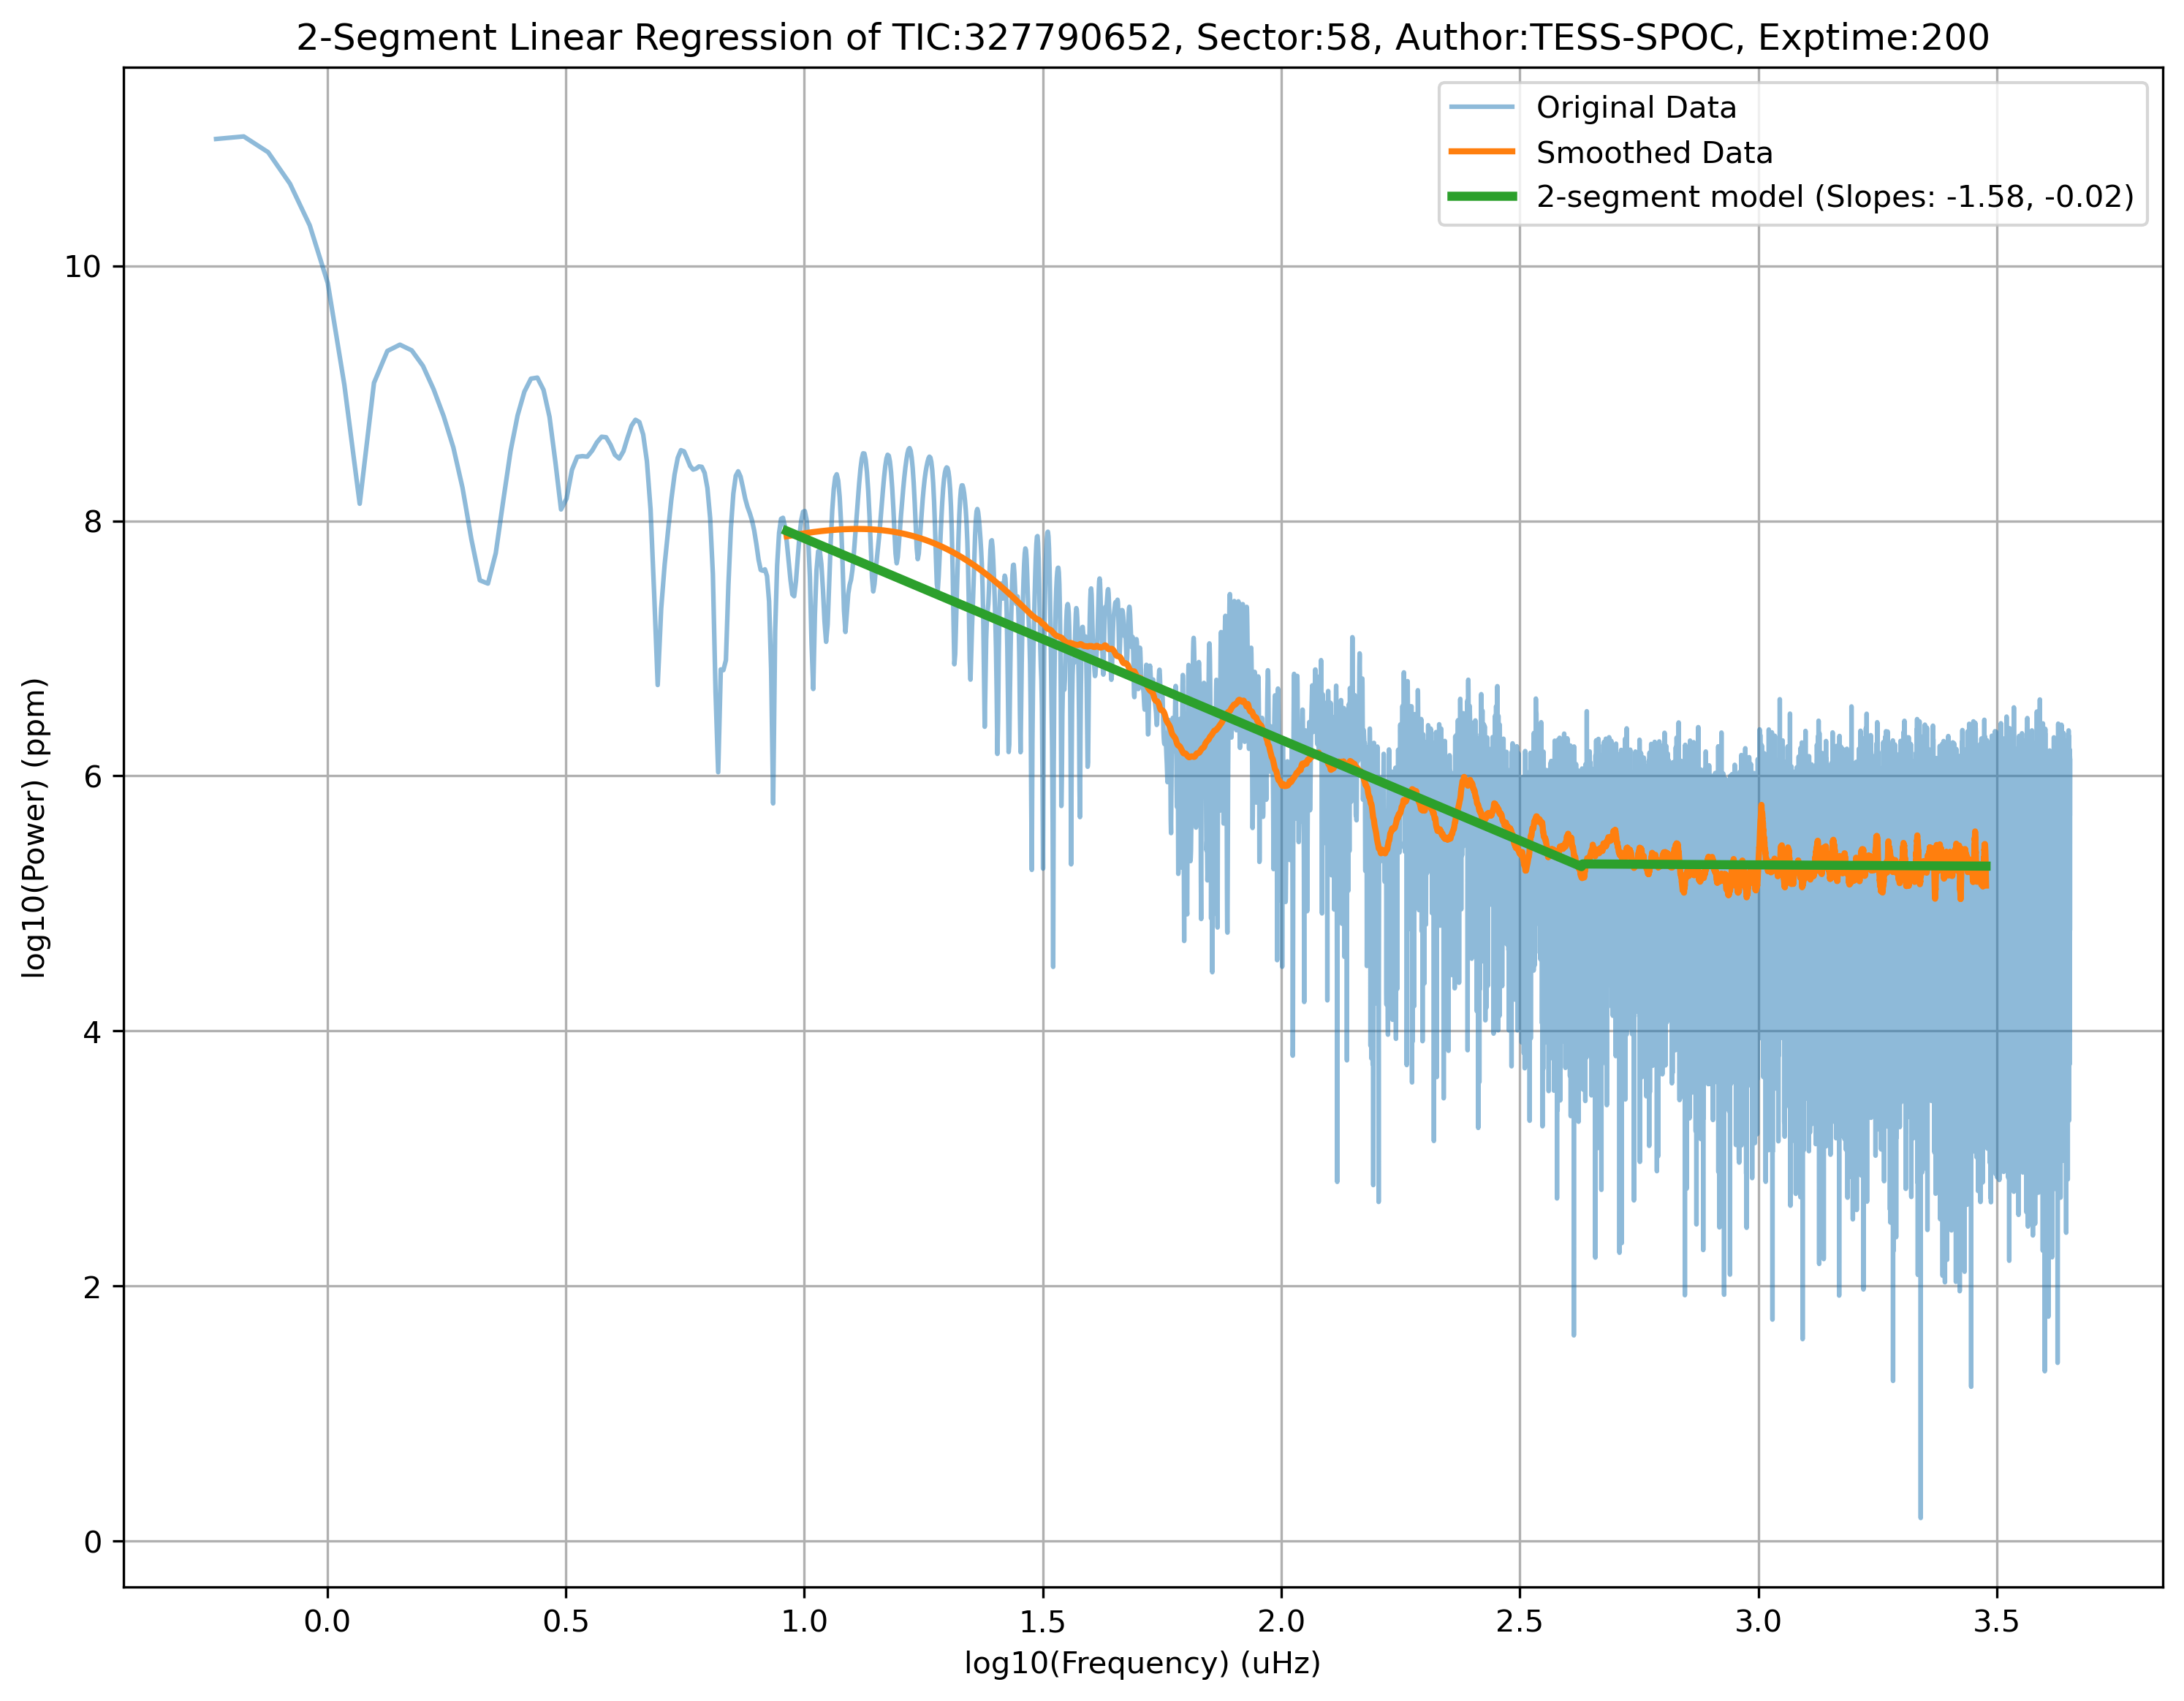 2-Segment Linear Regression of TIC:327790652, Sector:58, Author:TESS-SPOC, Exptime:200
Original Data
Smoothed Data
2-segment model (Slopes: -1.58, -0.02)
log10(Power) (ppm)
10
8
6
4
2
0
0.0 0.5 1.0 1.5 2.0 2.5 3.0 3.5
log10(Frequency) (uHz)